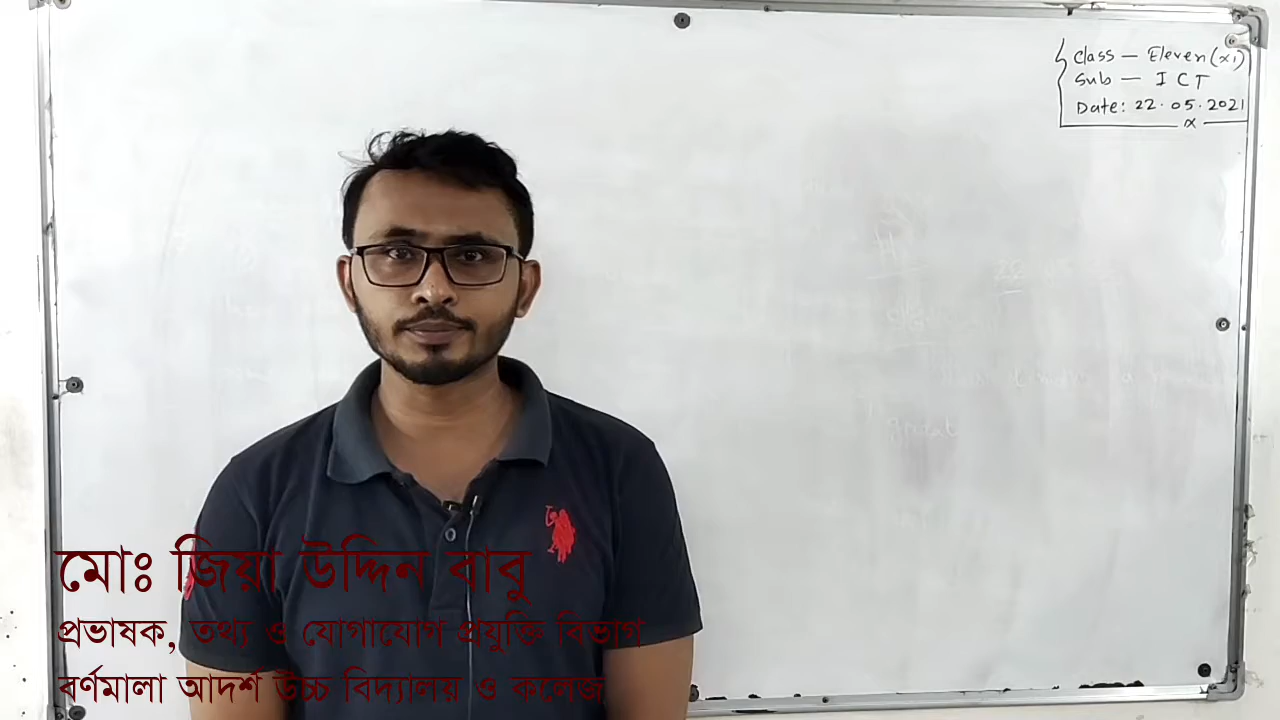 Class — Eleven (XI)
Sub — ICT
Date: 22.05.2021
x
মোঃ জিয়া উদ্দিন বাবু
প্রভাষক, তথ্য ও যোগাযোগ প্রযুক্তি বিভাগ
বর্ণমালা আদর্শ উচ্চ বিদ্যালয় ও কলেজ